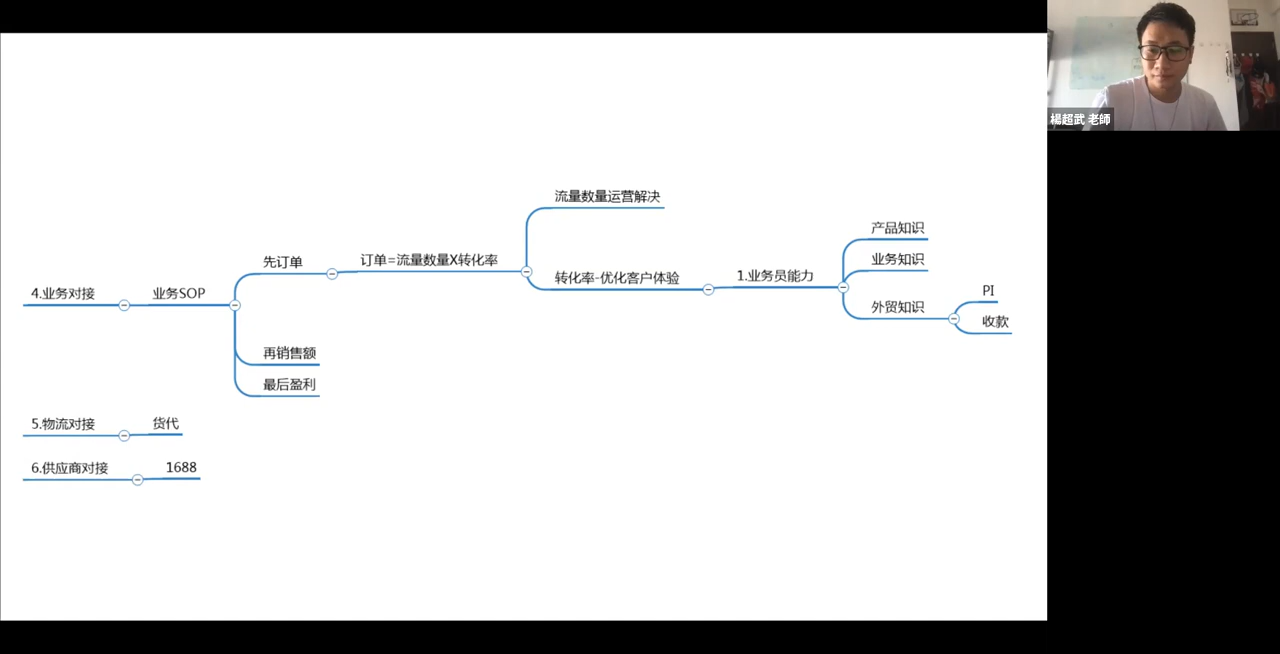 楊超武 老師
流量数量运营解决
产品知识
先订单
订单=流量数量X转化率
业务知识
转化率-优化客户体验
1.业务员能力
4.业务对接
业务SOP
外贸知识
PI
收款
再销售额
最后盈利
5.物流对接
货代
6.供应商对接
1688